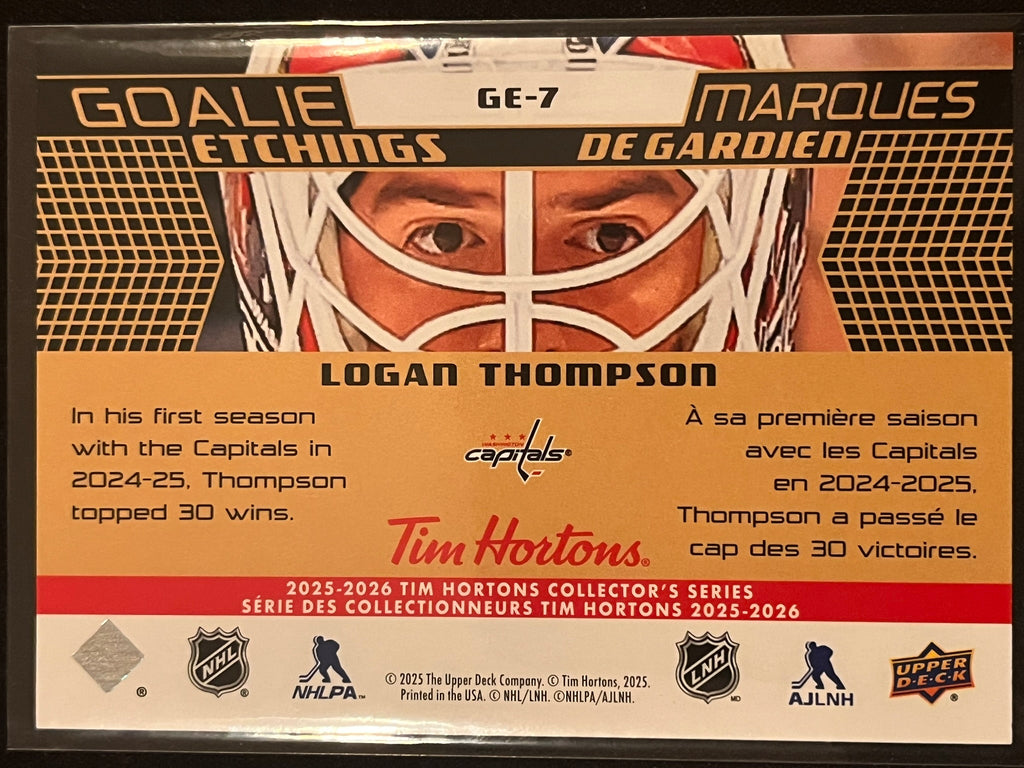 GOALIE
ETCHINGS
GE-7
MARQUES
DE GARDIEN
LOGAN THOMPSON
In his first season
with the Capitals in
2024-25, Thompson
topped 30 wins.
WASHINGTON
capitals®
À sa première saison
avec les Capitals
en 2024-2025,
Thompson a passé le
cap des 30 victoires.
Tim Hortons®
2025-2026 TIM HORTONS COLLECTOR'S SERIES
SÉRIE DES COLLECTIONNEURS TIM HORTONS 2025-2026
®
NHL ®
NHLPA™
© 2025 The Upper Deck Company. © Tim Hortons, 2025.
Printed in the USA. © NHL/LNH. ©NHLPA/AJLNH.
LNH MD
AJLNH
UPPER
D·E·C·K ®